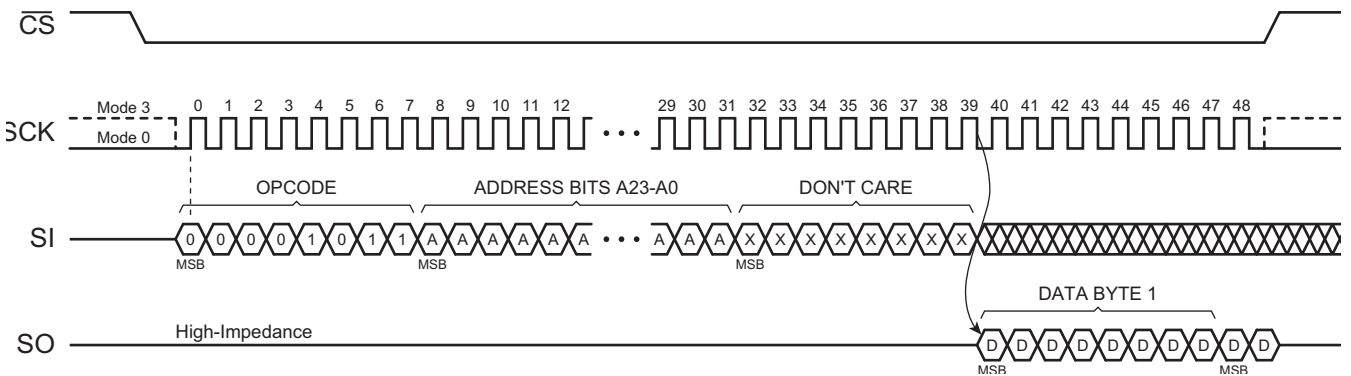 CS
Mode 3
0 1 2 3 4 5 6 7 8 9 10 11 12 29 30 31 32 33 34 35 36 37 38 39 40 41 42 43 44 45 46 47 48
SCK
Mode 0
• • •
OPCODE ADDRESS BITS A23-A0 DON'T CARE
SI
0 0 0 0 1 0 1 1 A A A A A A • • • A A A X X X X X X X X
MSB MSB MSB
DATA BYTE 1
High-Impedance
SO
D D D D D D D D D D
MSB MSB